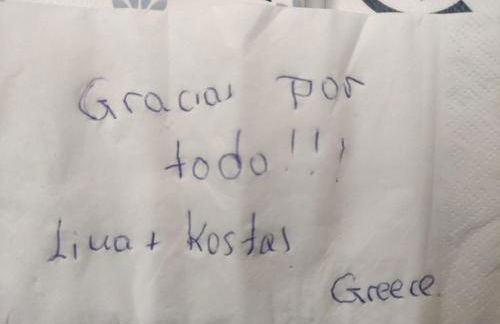 Gracias por
todo!!!
Lina + Kostas
Greece